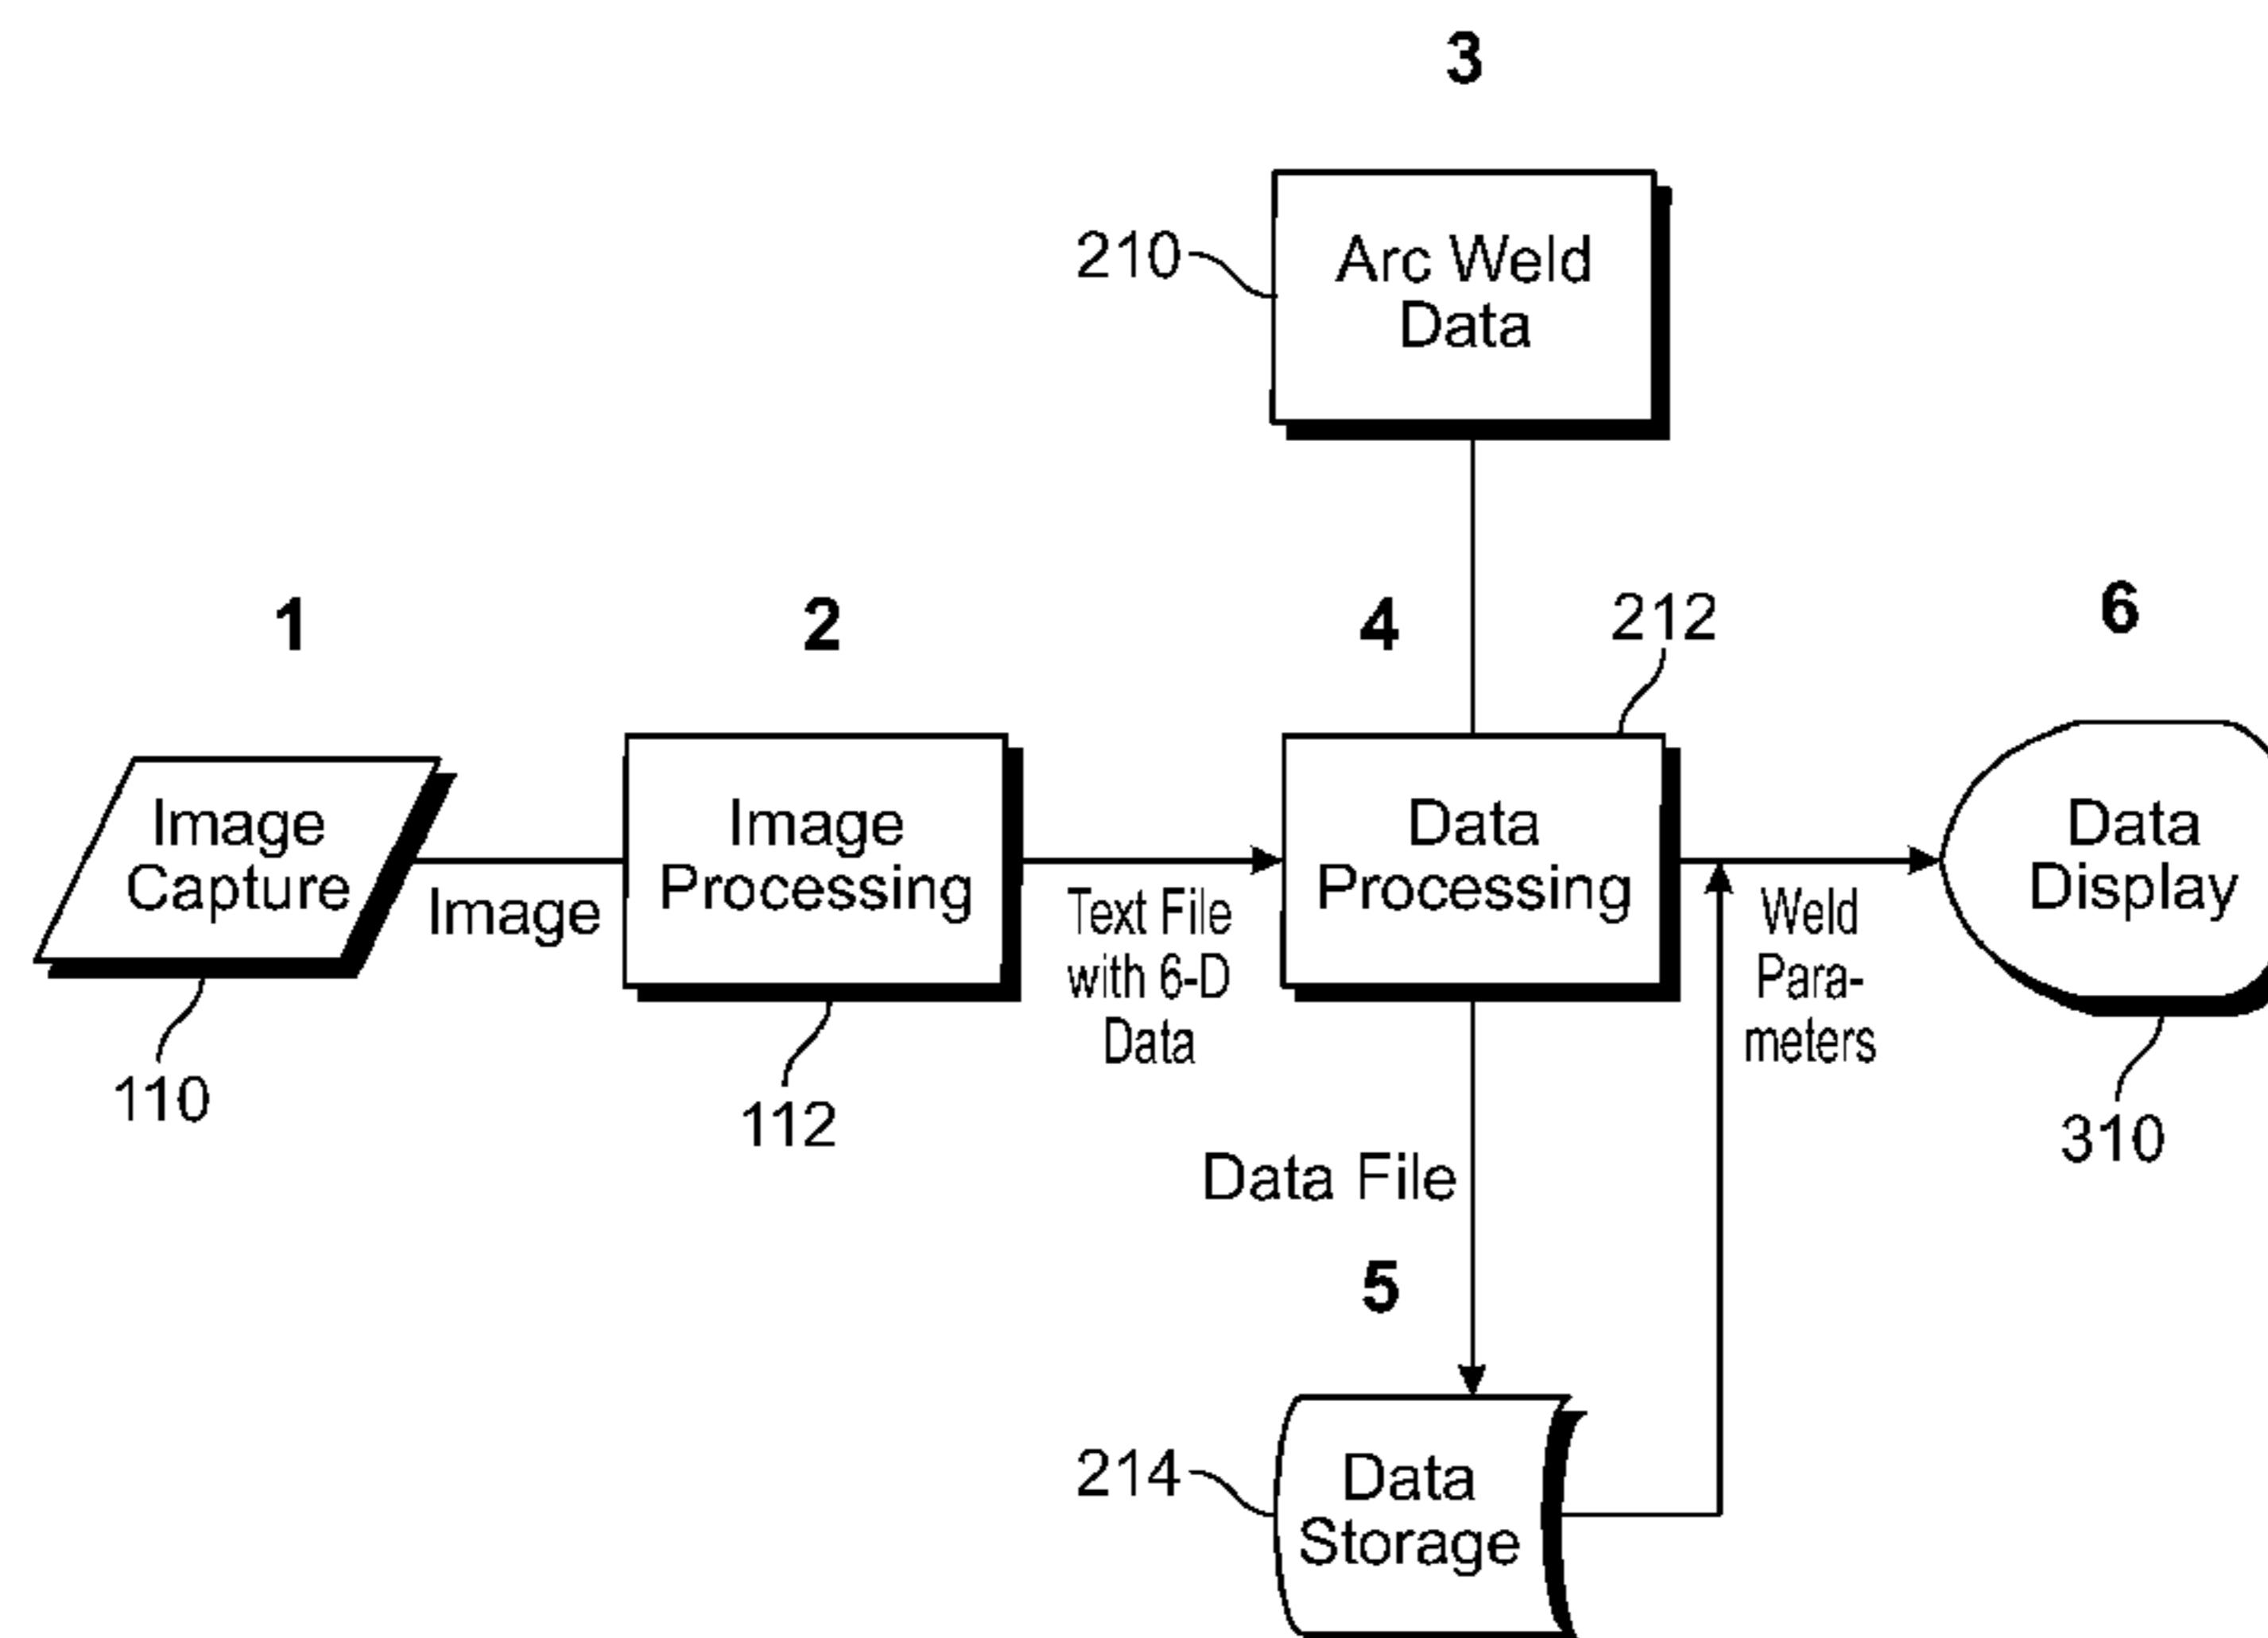 3
210
Arc Weld
Data
1
2
4
212
6
Image
Capture
Image
Image
Processing
Text File
with 6-D
Data
Data
Processing
Weld
Para-
meters
Data
Display
110
112
310
Data File
5
214
Data
Storage